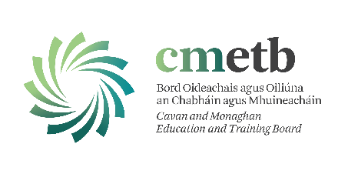 cmetb
Bord Oideachais agus Oiliúna
an Chabháin agus Mhuineacháin
Cavan and Monaghan
Education and Training Board